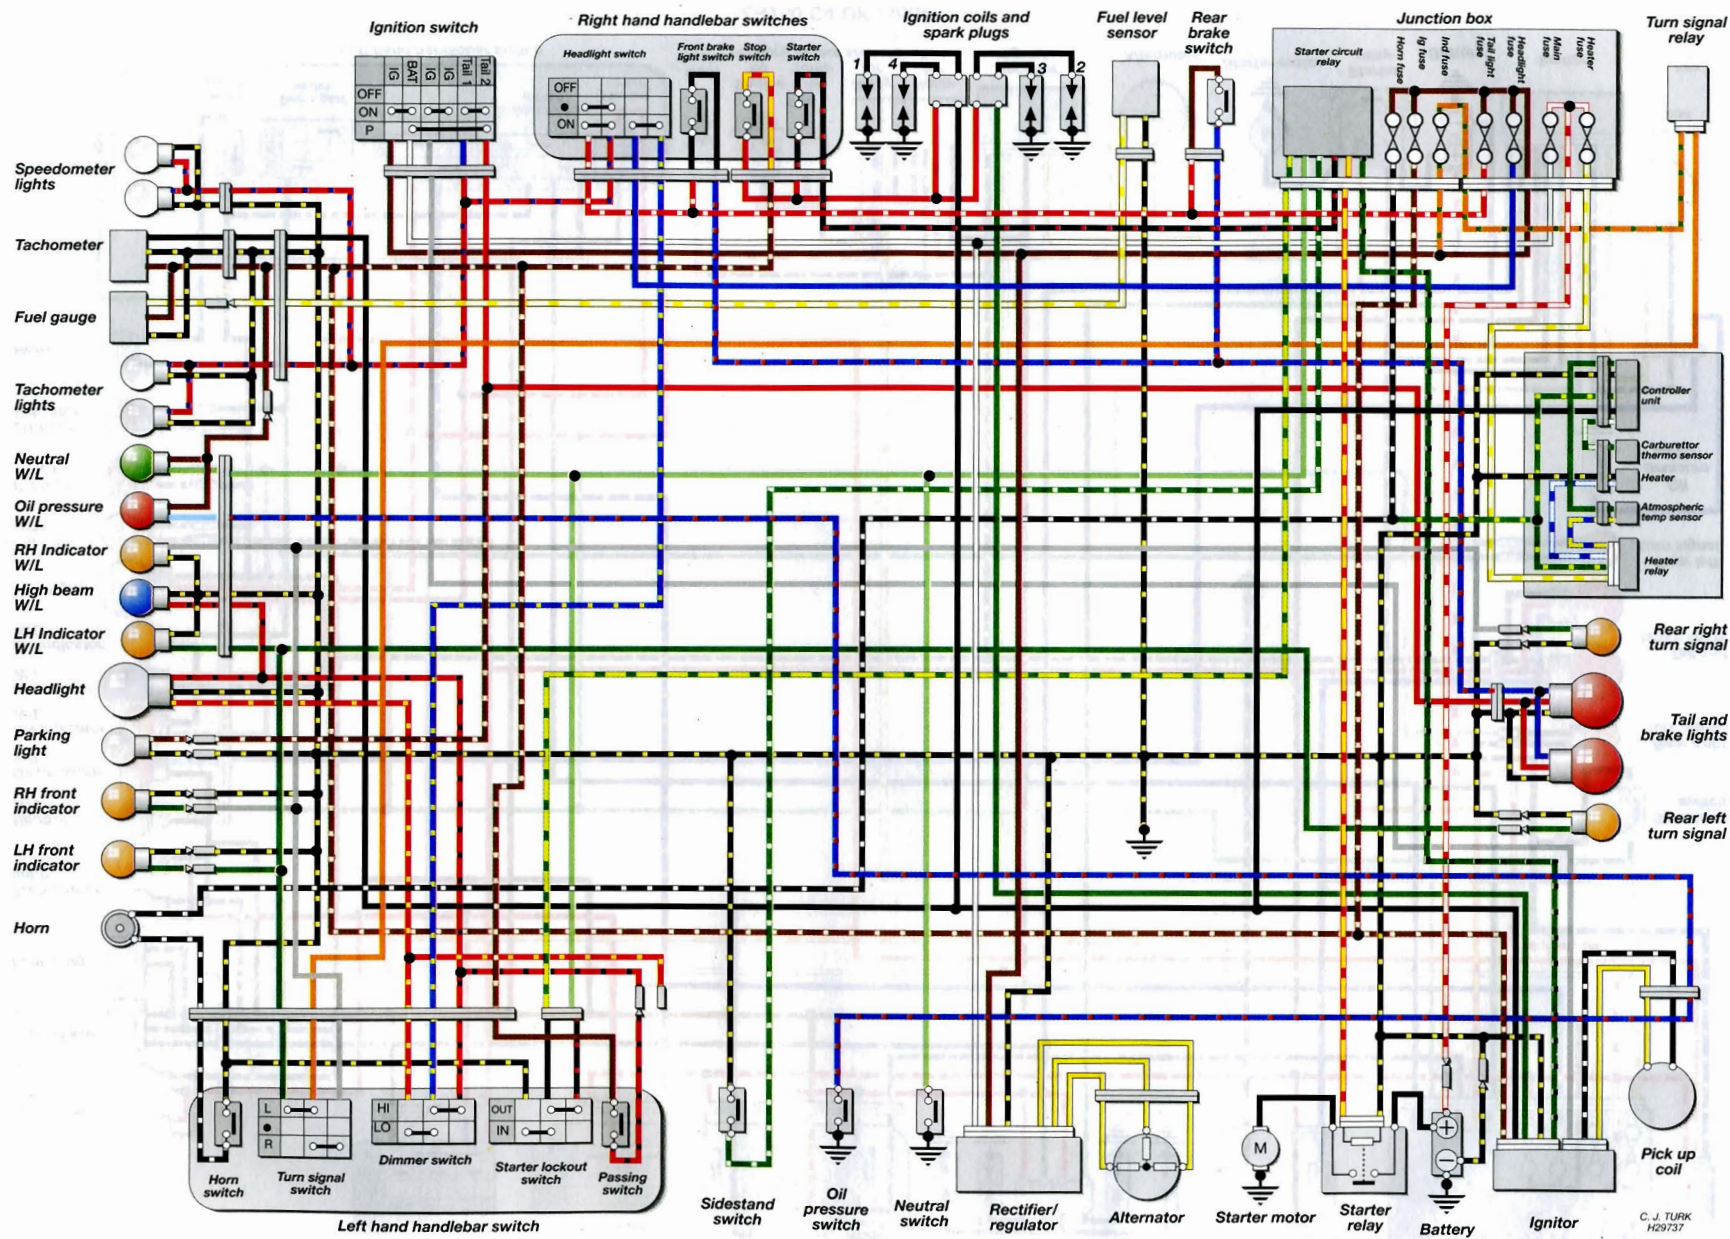 Ignition switch
Right hand handlebar switches
Ignition coils and
spark plugs
Fuel level
sensor
Rear
brake
switch
Junction box
Turn signal
relay
IG
BAT
IG
IG
Tail 1
Tail 2
OFF
ON
P
Headlight switch
Front brake
light switch
Stop
switch
Starter
switch
OFF
ON
1
4
3
2
Starter circuit
relay
Horn fuse
Ig fuse
Ind fuse
Tail light
fuse
Headlight
fuse
Main
fuse
Heater
fuse
Speedometer
lights
Tachometer
Fuel gauge
Tachometer
lights
Neutral
W/L
Oil pressure
W/L
RH Indicator
W/L
High beam
W/L
LH Indicator
W/L
Headlight
Parking
light
RH front
indicator
LH front
indicator
Horn
Controller
unit
Carburettor
thermo sensor
Heater
Atmospheric
temp sensor
Heater
relay
Rear right
turn signal
Tail and
brake lights
Rear left
turn signal
L
R
HI
LO
OUT
IN
Horn
switch
Turn signal
switch
Dimmer switch
Starter lockout
switch
Passing
switch
Left hand handlebar switch
Sidestand
switch
Oil
pressure
switch
Neutral
switch
Rectifier/
regulator
Alternator
M
Starter motor
Starter
relay
+
−
Battery
Ignitor
Pick up
coil
C. J. TURK
H29737